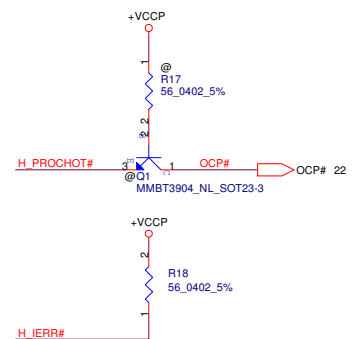 +VCCP
1
@
R17
56_0402_5%
2
2
B
H_PROCHOT#
3
E
1
C
OCP#
OCP# 22
@Q1
MMBT3904_NL_SOT23-3
+VCCP
2
R18
56_0402_5%
1
H_IERR#